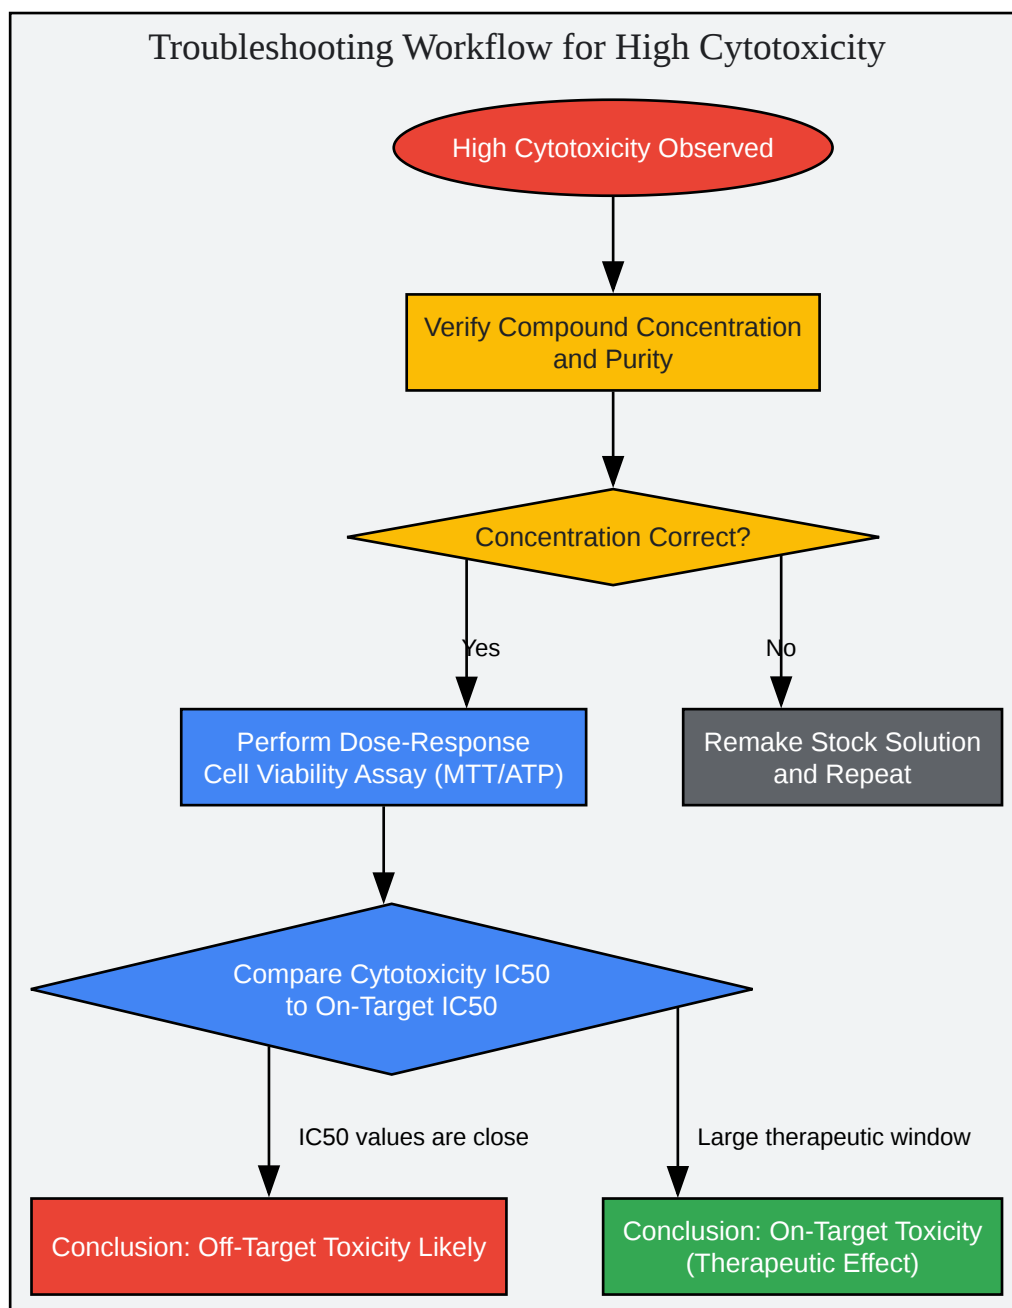 Troubleshooting Workflow for High Cytotoxicity
High Cytotoxicity Observed
Verify Compound Concentration
and Purity
Concentration Correct?
Yes
No
Perform Dose-Response
Cell Viability Assay (MTT/ATP)
Remake Stock Solution
and Repeat
Compare Cytotoxicity IC50
to On-Target IC50
IC50 values are close
Large therapeutic window
Conclusion: Off-Target Toxicity Likely
Conclusion: On-Target Toxicity
(Therapeutic Effect)